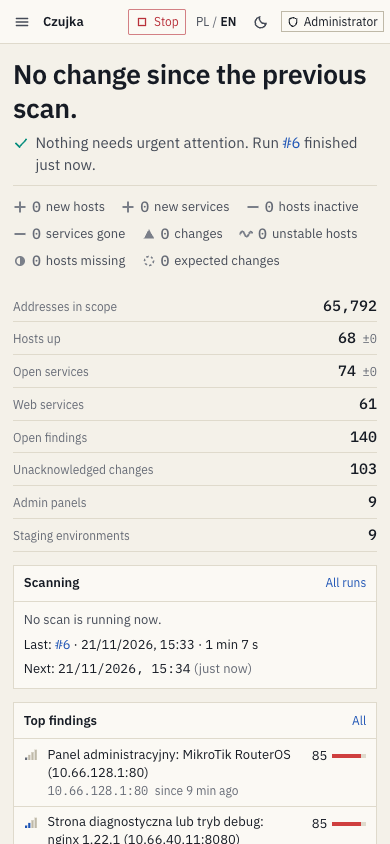 Czujka
Stop
PL / EN
Administrator
No change since the previous
scan.
Nothing needs urgent attention. Run #6 finished
just now.
0 new hosts
0 new services
0 hosts inactive
0 services gone
0 changes
0 unstable hosts
0 hosts missing
0 expected changes
Addresses in scope 65,792
Hosts up 68 ±0
Open services 74 ±0
Web services 61
Open findings 140
Unacknowledged changes 103
Admin panels 9
Staging environments 9
Scanning All runs
No scan is running now.
Last: #6 · 21/11/2026, 15:33 · 1 min 7 s
Next: 21/11/2026, 15:34 (just now)
Top findings All
Panel administracyjny: MikroTik RouterOS 85
(10.66.128.1:80)
10.66.128.1:80 since 9 min ago
Strona diagnostyczna lub tryb debug: 85
nginx 1.22.1 (10.66.40.11:8080)